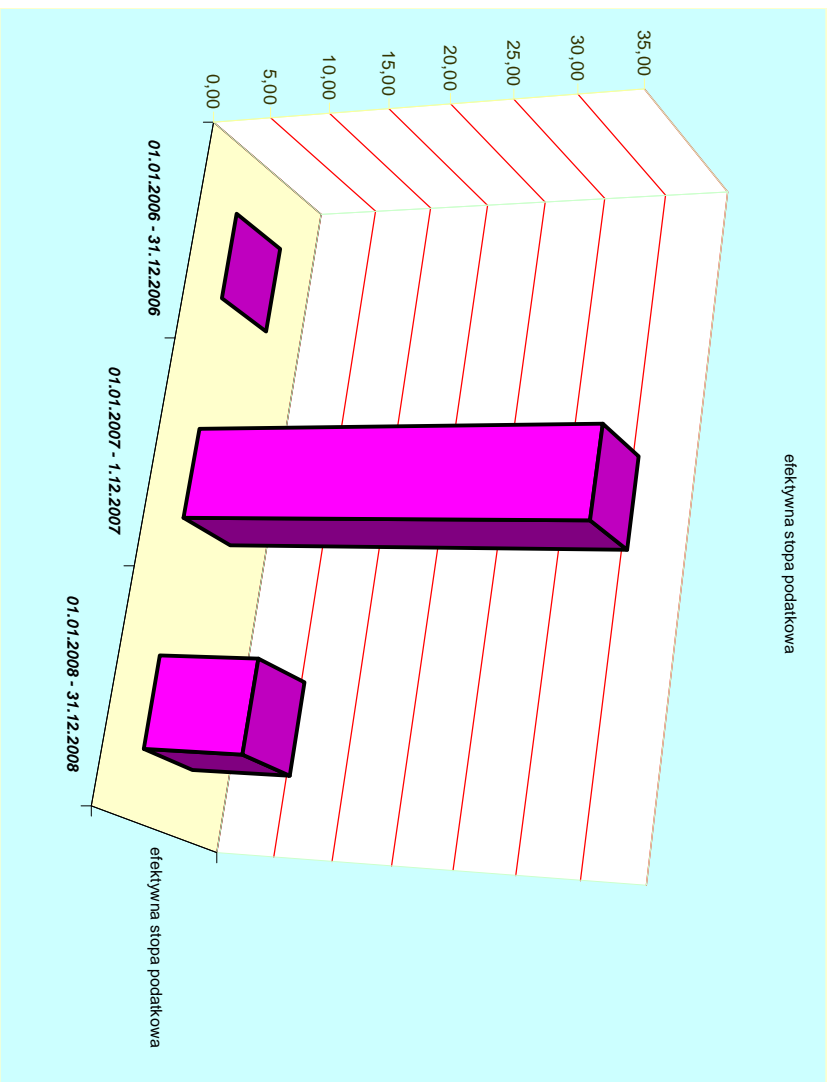 efektywna stopa podatkowa
35,00
30,00
25,00
20,00
15,00
10,00
5,00
0,00
01.01.2006 - 31.12.2006
01.01.2007 - 1.12.2007
01.01.2008 - 31.12.2008
efektywna stopa podatkowa